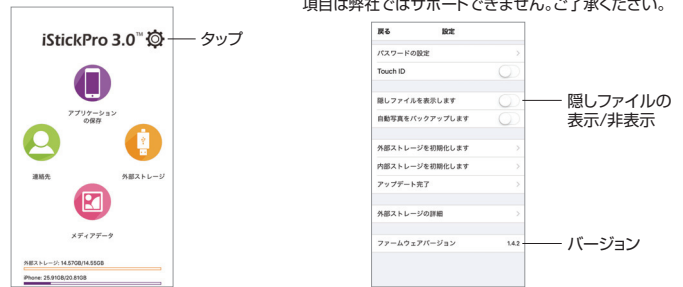 項目は弊社ではサポートできません。ご了承ください。
iStickPro 3.0™
タップ
アプリケーション
の保存
連絡先
外部ストレージ
メディアデータ
外部ストレージ: 14.57GB/14.55GB
iPhone: 25.91GB/20.81GB
戻る 設定
パスワードの設定
Touch ID
隠しファイルを表示します
自動写真をバックアップします
外部ストレージを初期化します
内部ストレージを初期化します
アップデート完了
外部ストレージの詳細
ファームウェアバージョン 1.4.2
隠しファイルの
表示/非表示
バージョン